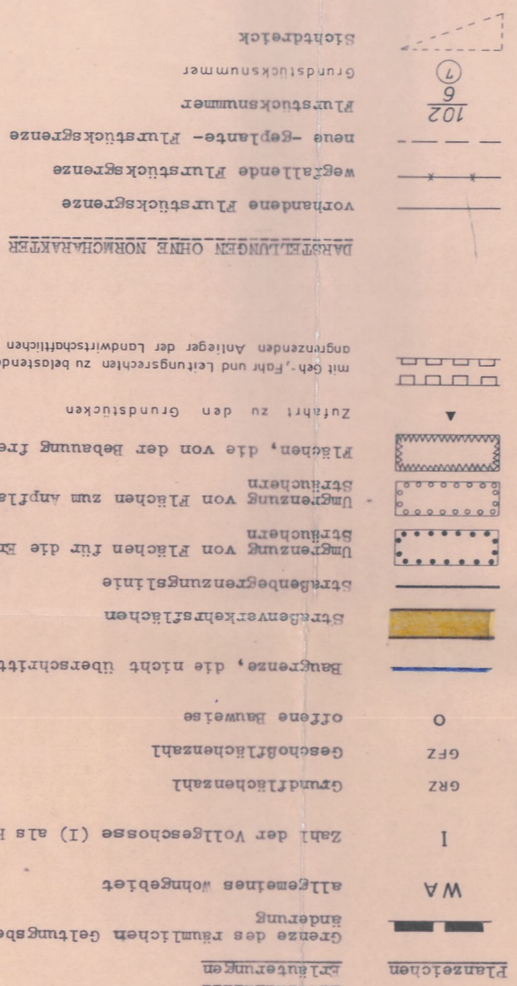 Planzeichen Erläuterungen
Grenze des räumlichen Geltungsbe
änderung
WA allgemeines Wohngebiet
I Zahl der Vollgeschosse (I) als
GRZ Grundflächenzahl
GFZ Geschoßflächenzahl
O offene Bauweise
Baugrenze, die nicht überschritt
Straßenverkehrsflächen
Straßenbegrenzungslinie
Umgrenzung von Flächen für die Er
Sträuchern
Umgrenzung von Flächen zum Anpfla
Sträuchern
Flächen, die von der Bebauung fre
Zufahrt zu den Grundstücken
mit Geh-, Fahr und Leitungsrechten zu belastende
angrenzenden Anlieger der Landwirtschaftlichen
DARSTELLUNGEN OHNE NORMCHARAKTER
vorhandene Flurstücksgrenze
wegfallende Flurstücksgrenze
neue -geplante- Flurstücksgrenze
102
6 Flurstücksnummer
1 Grundstücksnummer
Sichtdreieck